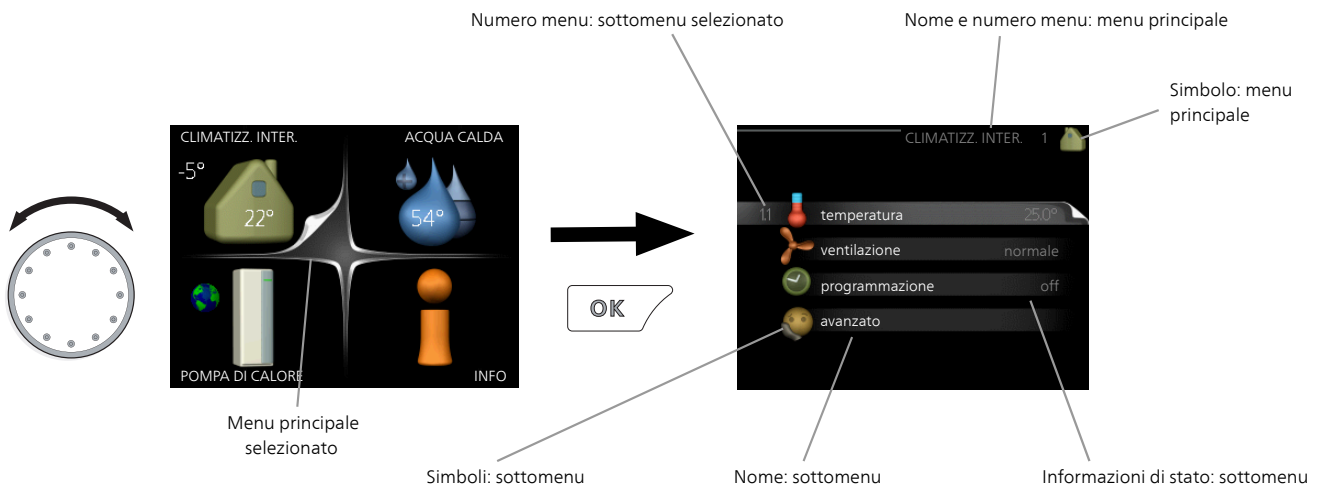 Numero menu: sottomenu selezionato
Nome e numero menu: menu principale
Simbolo: menu
principale
CLIMATIZZ. INTER.
ACQUA CALDA
-5°
22°
54°
POMPA DI CALORE
INFO
Menu principale
selezionato
OK
CLIMATIZZ. INTER. 1
1.1 temperatura 25.0°
ventilazione normale
programmazione off
avanzato
Simboli: sottomenu
Nome: sottomenu
Informazioni di stato: sottomenu